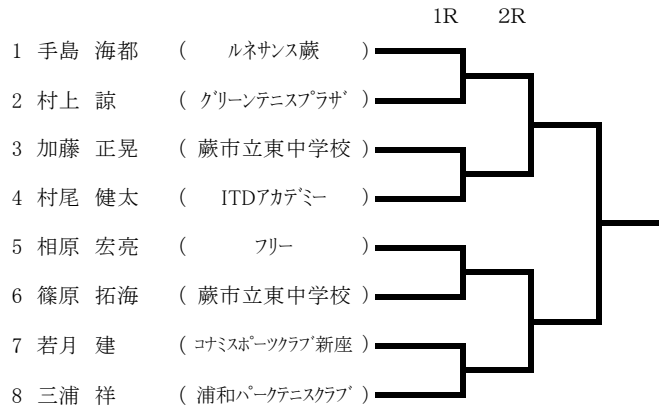 1R 2R
1 手島 海都 ( ルネサンス蕨 )
2 村上 諒 ( グリーンテニスプラザ )
3 加藤 正晃 ( 蕨市立東中学校 )
4 村尾 健太 ( ITDアカデミー )
5 相原 宏亮 ( フリー )
6 篠原 拓海 ( 蕨市立東中学校 )
7 若月 建 ( コナミスポーツクラブ新座 )
8 三浦 祥 ( 浦和パークテニスクラブ )